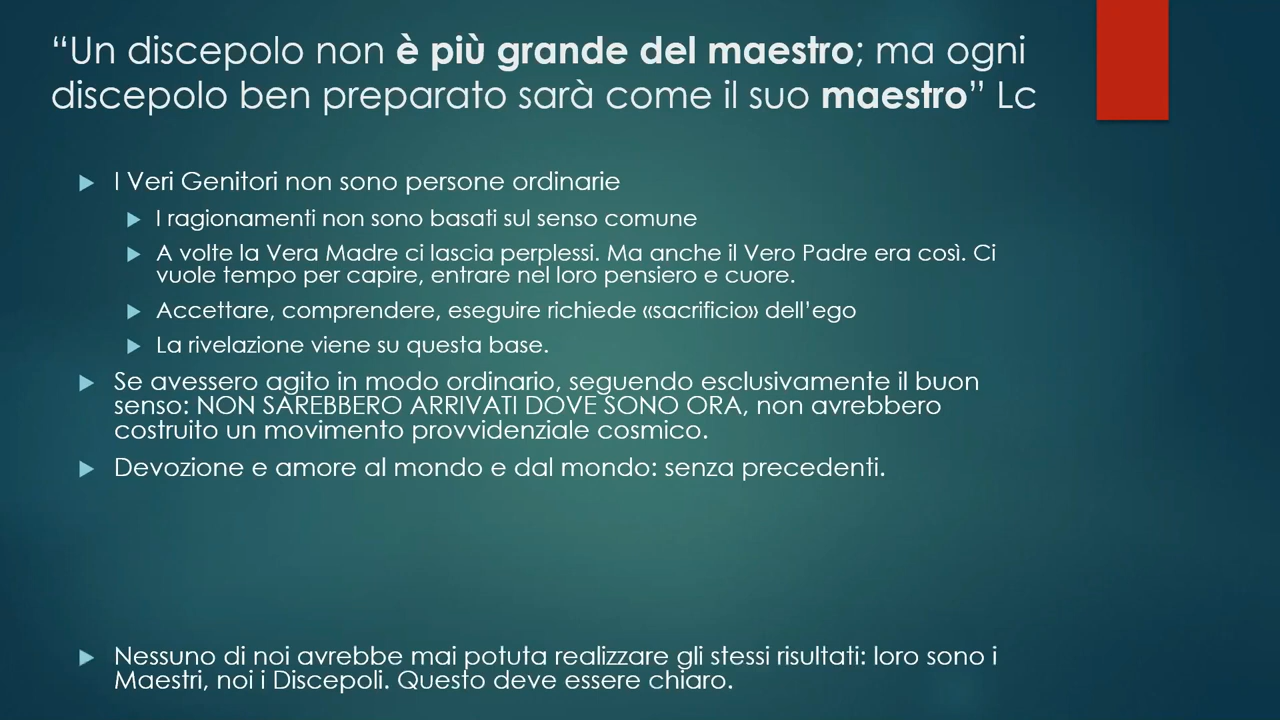 “Un discepolo non è più grande del maestro; ma ogni
discepolo ben preparato sarà come il suo maestro” Lc
I Veri Genitori non sono persone ordinarie
I ragionamenti non sono basati sul senso comune
A volte la Vera Madre ci lascia perplessi. Ma anche il Vero Padre era così. Ci
vuole tempo per capire, entrare nel loro pensiero e cuore.
Accettare, comprendere, eseguire richiede «sacrificio» dell’ego
La rivelazione viene su questa base.
Se avessero agito in modo ordinario, seguendo esclusivamente il buon
senso: NON SAREBBERO ARRIVATI DOVE SONO ORA, non avrebbero
costruito un movimento provvidenziale cosmico.
Devozione e amore al mondo e dal mondo: senza precedenti.
Nessuno di noi avrebbe mai potuta realizzare gli stessi risultati: loro sono i
Maestri, noi i Discepoli. Questo deve essere chiaro.